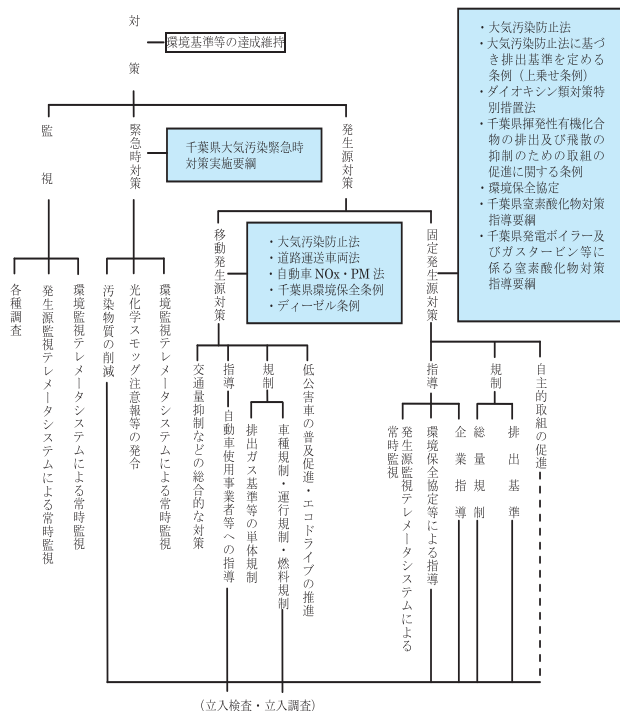 対策
環境基準等の達成維持
・大気汚染防止法
・大気汚染防止法に基づ
き排出基準を定める
条例（上乗せ条例）
・ダイオキシン類対策特
別措置法
・千葉県揮発性有機化合
物の排出及び飛散の
抑制のための取組の
促進に関する条例
・環境保全協定
・千葉県窒素酸化物対策
指導要綱
・千葉県発電ボイラー及
びガスタービン等に
係る窒素酸化物対策
指導要綱
監視
緊急時対策
千葉県大気汚染緊急時
対策実施要綱
発生源対策
移動発生源対策
・大気汚染防止法
・道路運送車両法
・自動車 NOx・PM 法
・千葉県環境保全条例
・ディーゼル条例
固定発生源対策
各種調査
発生源監視テレメータシステムによる常時監視
環境監視テレメータシステムによる常時監視
汚染物質の削減
光化学スモッグ注意報等の発令
環境監視テレメータシステムによる常時監視
交通量抑制などの総合的な対策
指導
自動車使用事業者等への指導
規制
排出ガス基準等の単体規制
車種規制・運行規制・燃料規制
低公害車の普及促進・エコドライブの推進
指導
発生源監視テレメータシステムによる
常時監視
環境保全協定等による指導
企業指導
規制
総量規制
排出基準
自主的取組の促進
（立入検査・立入調査）